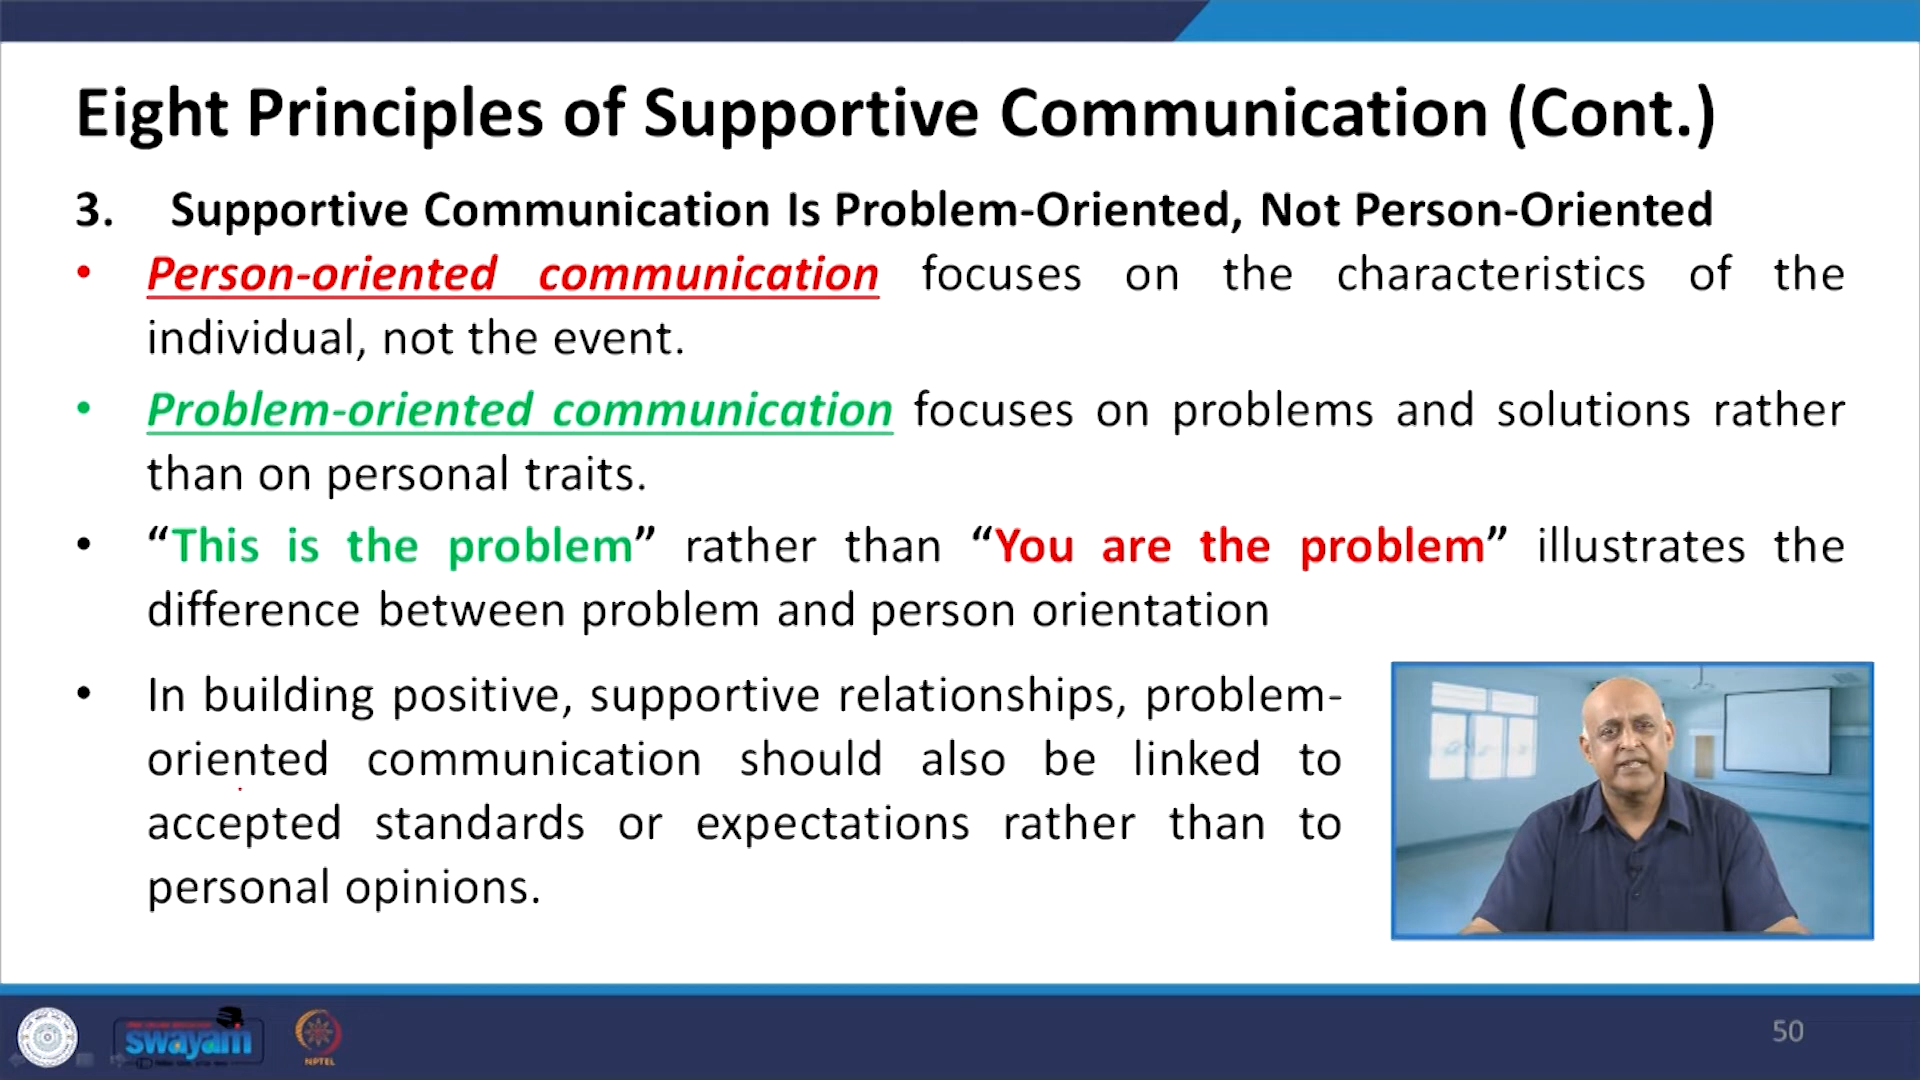 Eight Principles of Supportive Communication (Cont.)
3. Supportive Communication Is Problem-Oriented, Not Person-Oriented
• Person-oriented communication focuses on the characteristics of the
individual, not the event.
• Problem-oriented communication focuses on problems and solutions rather
than on personal traits.
• “This is the problem” rather than “You are the problem” illustrates the
difference between problem and person orientation
• In building positive, supportive relationships, problem-
oriented communication should also be linked to
accepted standards or expectations rather than to
personal opinions.
swayam
NPTEL
50